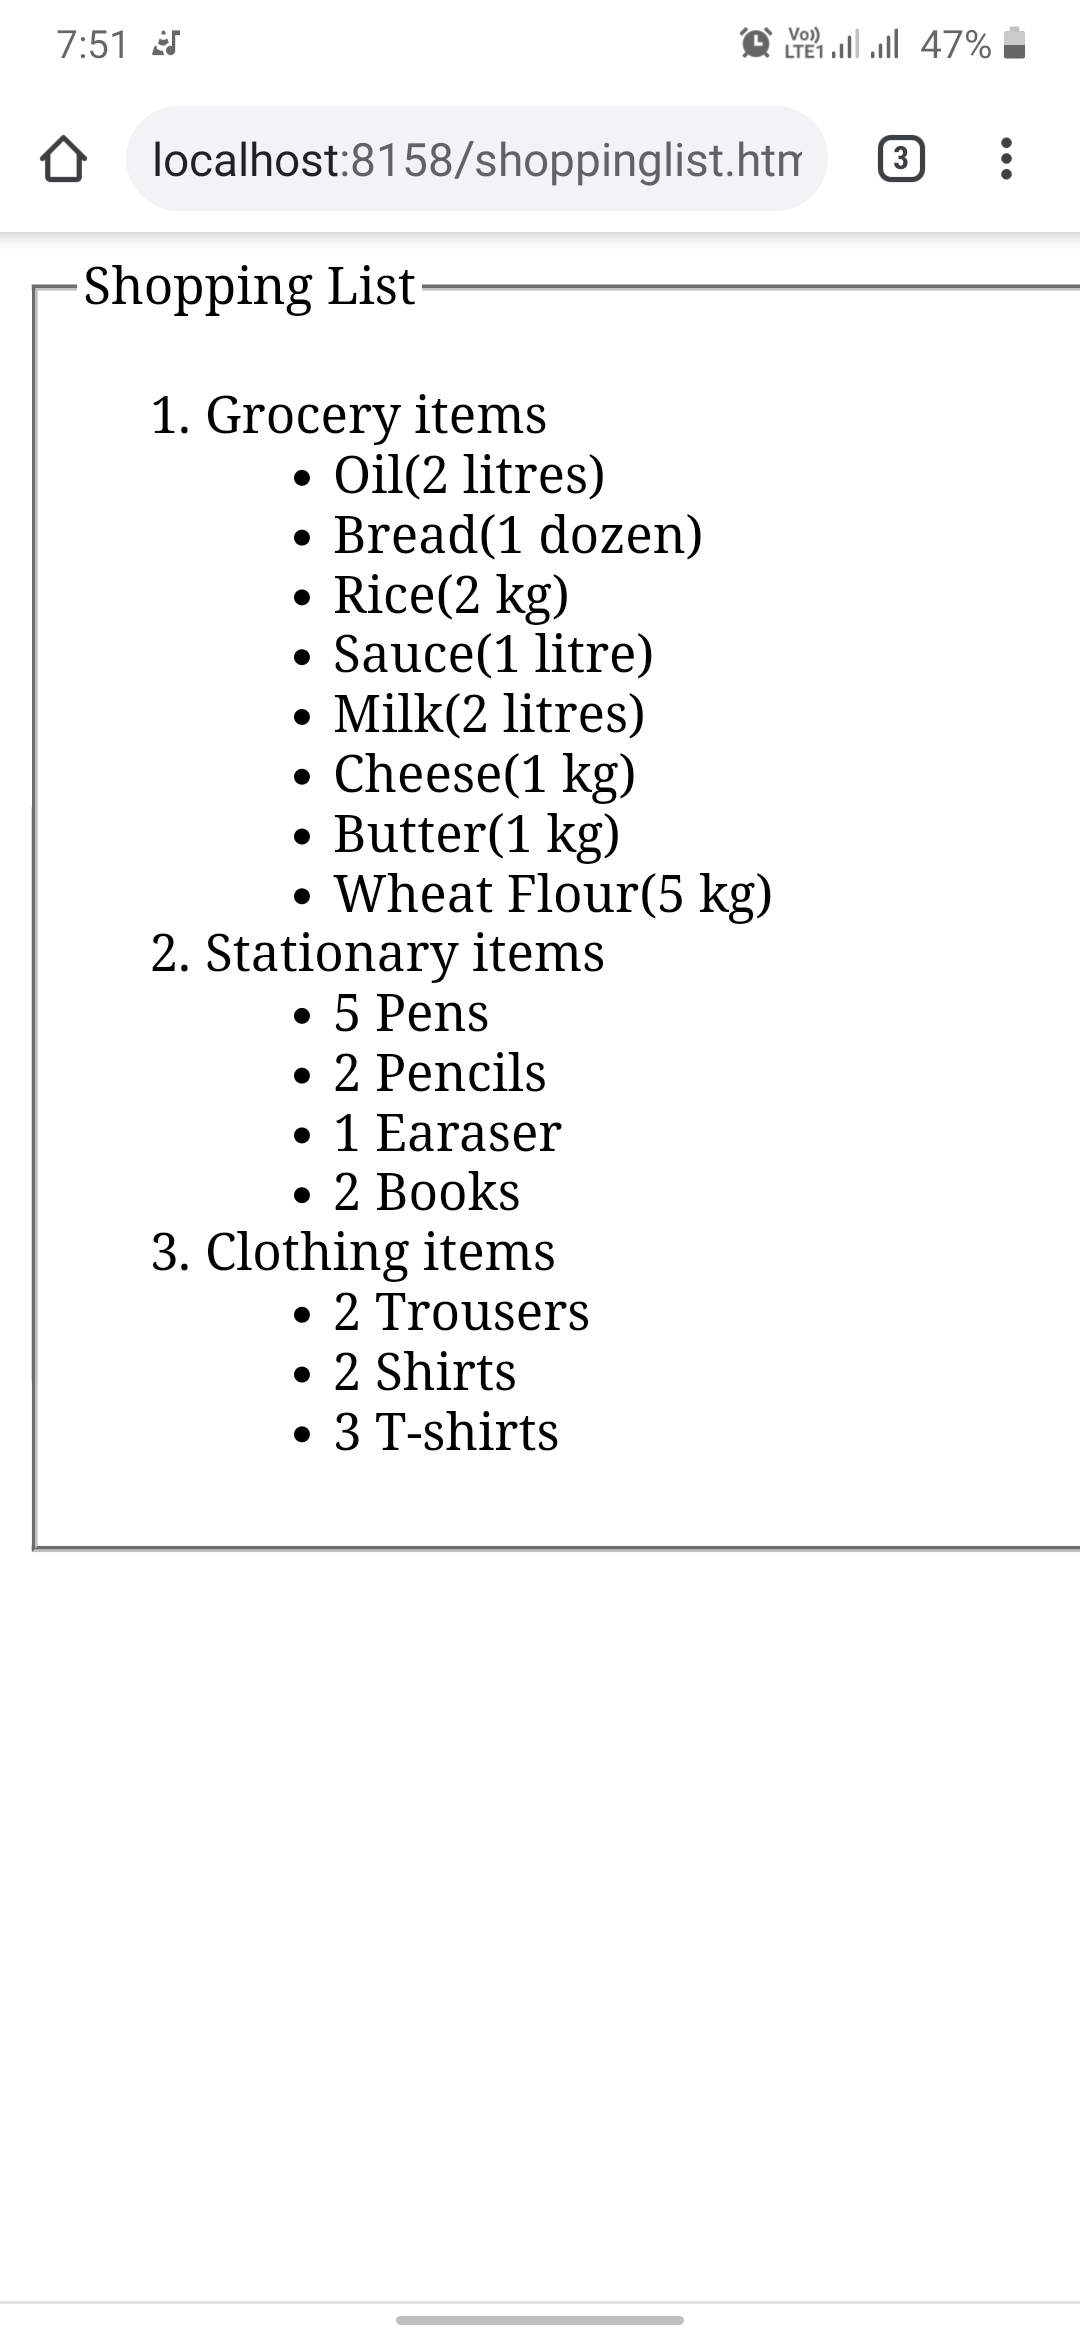 7:51 Vo)) LTE1 47%
localhost:8158/shoppinglist.htm 3
Shopping List
1. Grocery items
• Oil(2 litres)
• Bread(1 dozen)
• Rice(2 kg)
• Sauce(1 litre)
• Milk(2 litres)
• Cheese(1 kg)
• Butter(1 kg)
• Wheat Flour(5 kg)
2. Stationary items
• 5 Pens
• 2 Pencils
• 1 Earaser
• 2 Books
3. Clothing items
• 2 Trousers
• 2 Shirts
• 3 T-shirts